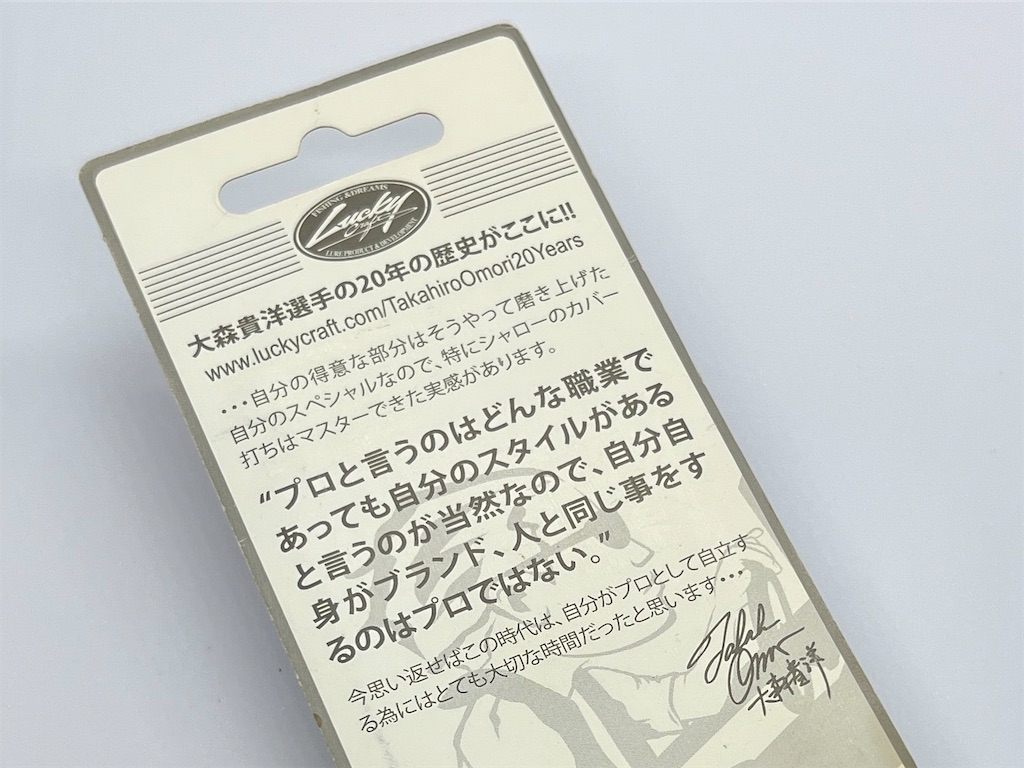 FISHING & DREAMS
Lucky Craft
LURE PRODUCT & DEVELOPMENT
大森貴洋選手の20年の歴史がここに!!
www.luckycraft.com/TakahiroOmori20Years
・・・自分の得意な部分はそうやって磨き上げた
自分のスペシャルなので、特にシャローのカバー
打ちはマスターできた実感があります。
“プロと言うのはどんな職業で
あっても自分のスタイルがある
と言うのが当然なので、自分自
身がブランド、人と同じ事をす
るのはプロではない。”
今思い返せばこの時代は、自分がプロとして自立す
る為にはとても大切な時間だったと思います・・・
大森貴洋